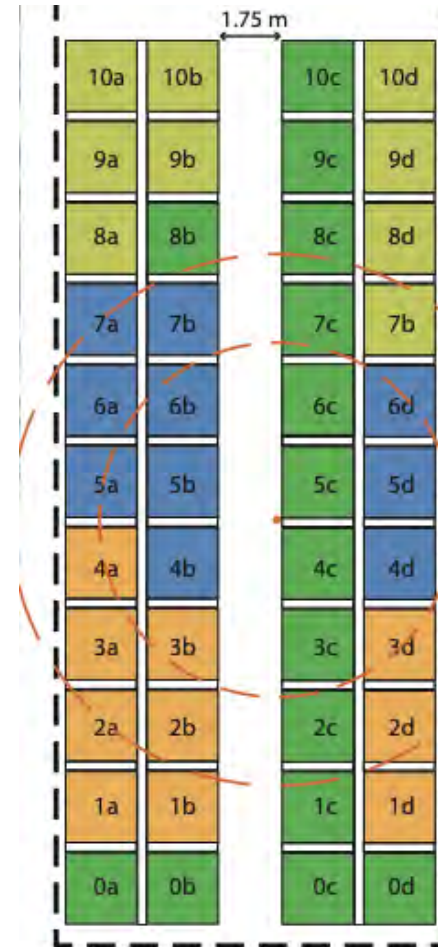 1.75 m
10a 10b 10c 10d
9a 9b 9c 9d
8a 8b 8c 8d
7a 7b 7c 7b
6a 6b 6c 6d
5a 5b 5c 5d
4a 4b 4c 4d
3a 3b 3c 3d
2a 2b 2c 2d
1a 1b 1c 1d
0a 0b 0c 0d